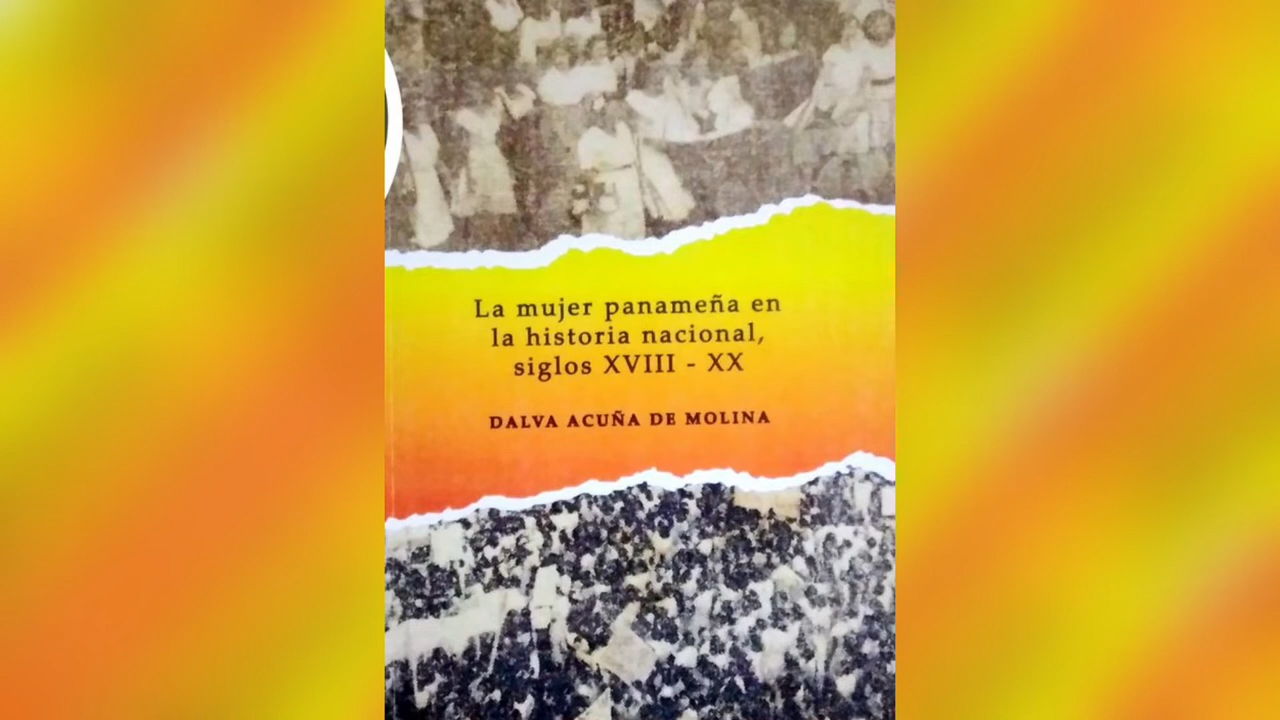 La mujer panameña en
la historia nacional,
siglos XVIII - XX
DALVA ACUÑA DE MOLINA